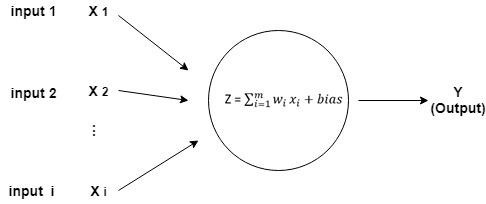 input 1 X 1
input 2 X 2
⋮
input i X i
Z = ∑ᵢ₌₁ᵐ wᵢ xᵢ + bias
Y
(Output)